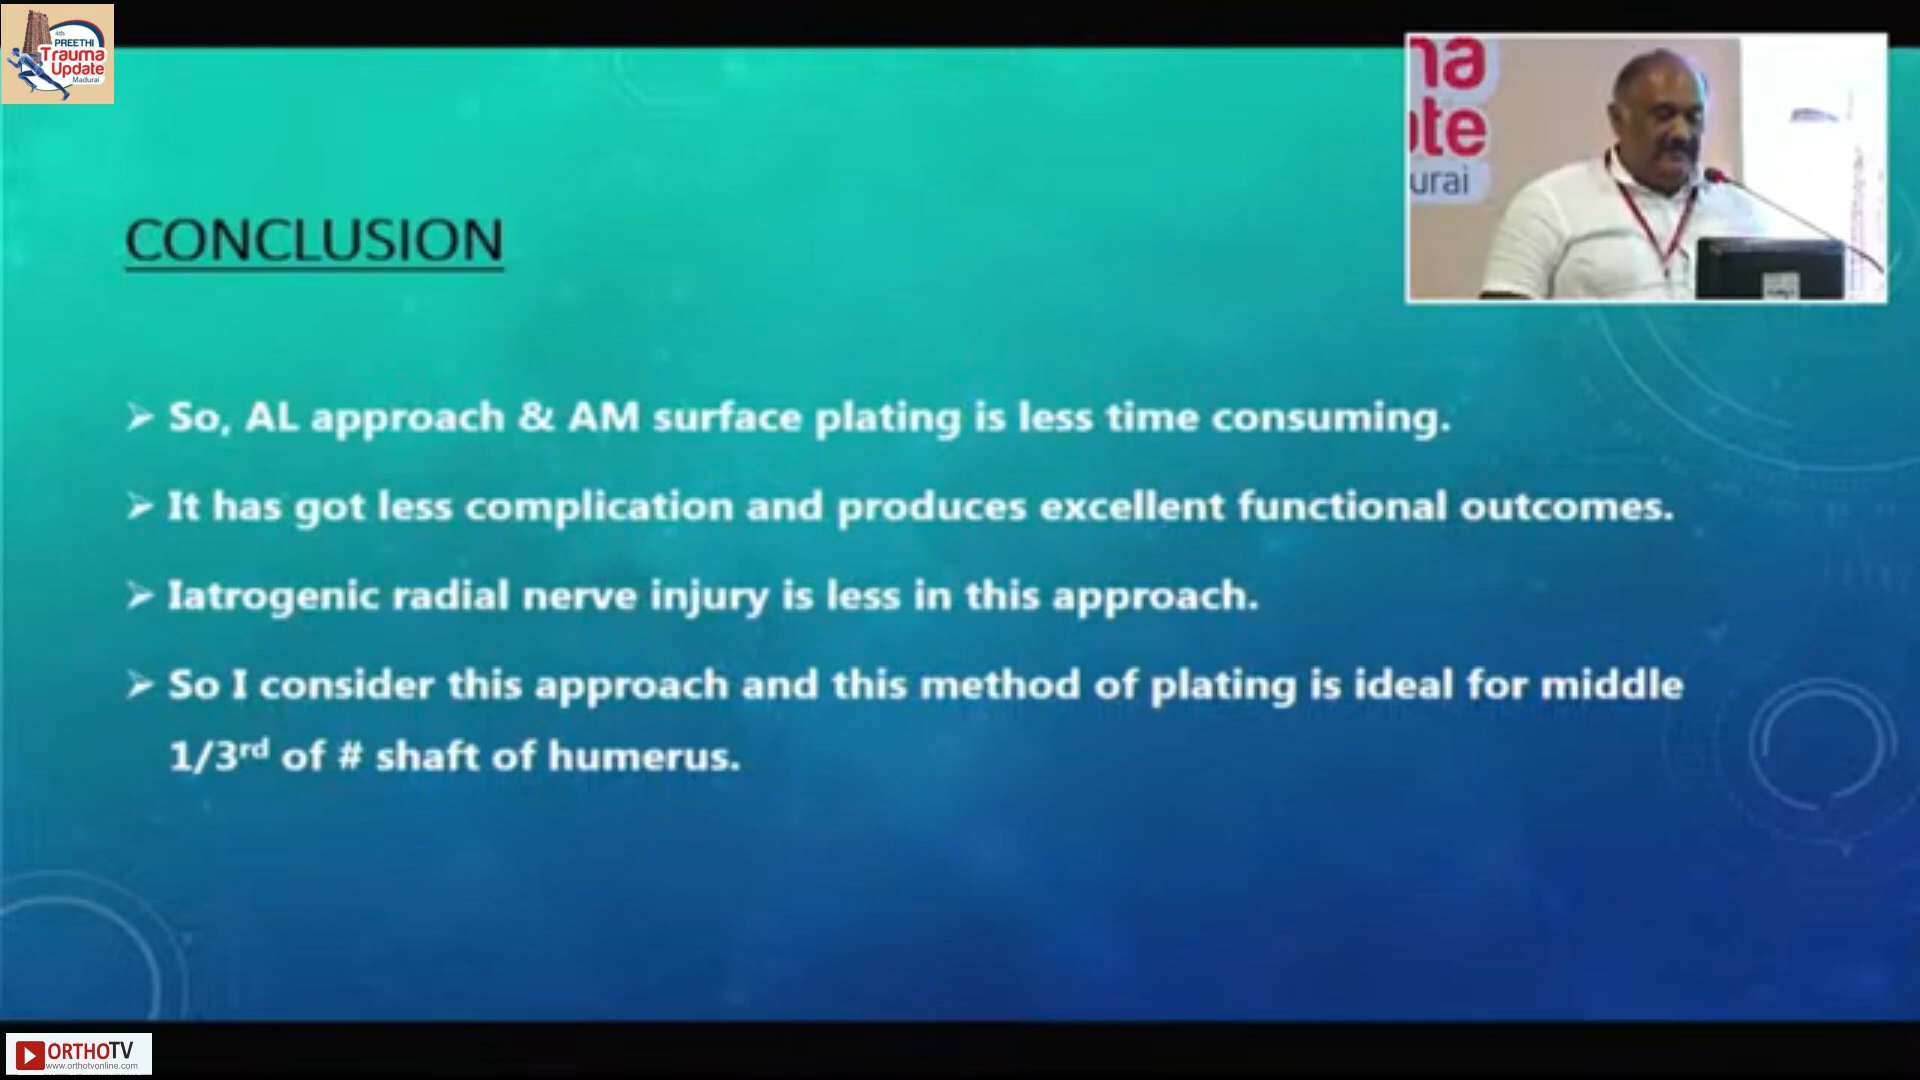 4th
PREETHI
Trauma
Update
Madurai
na
te
urai
CONCLUSION
➢ So, AL approach & AM surface plating is less time consuming.
➢ It has got less complication and produces excellent functional outcomes.
➢ Iatrogenic radial nerve injury is less in this approach.
➢ So I consider this approach and this method of plating is ideal for middle
1/3rd of # shaft of humerus.
ORTHOTV
www.orthotvonline.com